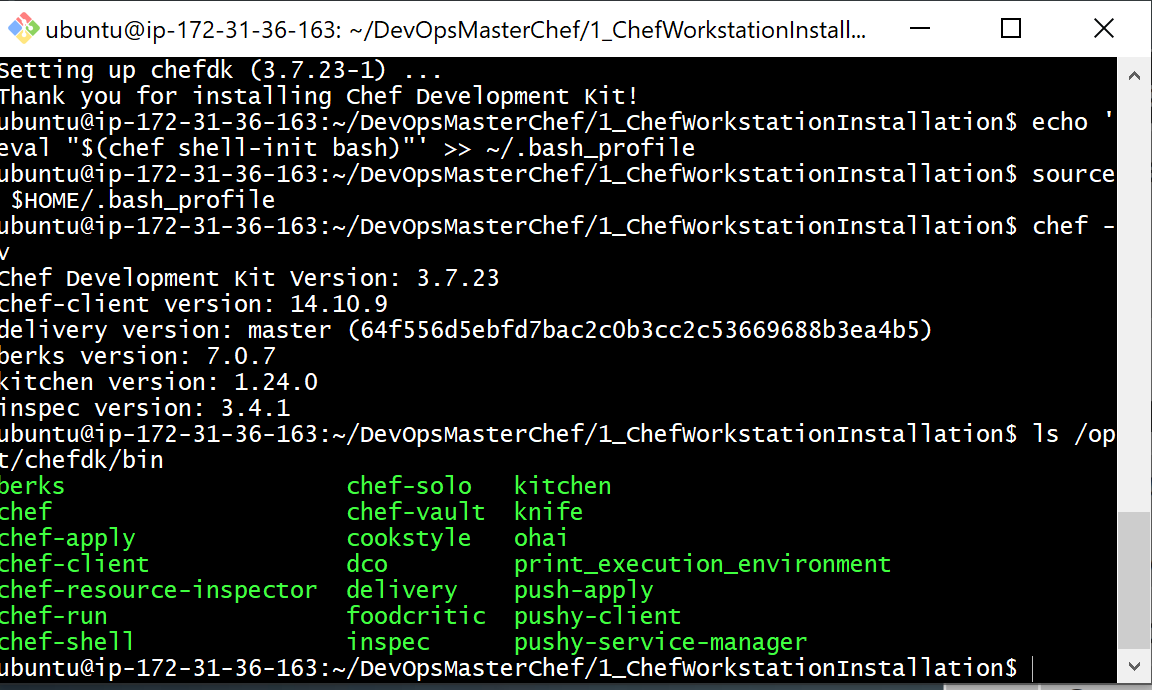 ubuntu@ip-172-31-36-163: ~/DevOpsMasterChef/1_ChefWorkstationInstall...
Setting up chefdk (3.7.23-1) ...
Thank you for installing Chef Development Kit!
ubuntu@ip-172-31-36-163:~/DevOpsMasterChef/1_ChefWorkstationInstallation$ echo '
eval "$(chef shell-init bash)"' >> ~/.bash_profile
ubuntu@ip-172-31-36-163:~/DevOpsMasterChef/1_ChefWorkstationInstallation$ source
 $HOME/.bash_profile
ubuntu@ip-172-31-36-163:~/DevOpsMasterChef/1_ChefWorkstationInstallation$ chef -
v
Chef Development Kit Version: 3.7.23
chef-client version: 14.10.9
delivery version: master (64f556d5ebfd7bac2c0b3cc2c53669688b3ea4b5)
berks version: 7.0.7
kitchen version: 1.24.0
inspec version: 3.4.1
ubuntu@ip-172-31-36-163:~/DevOpsMasterChef/1_ChefWorkstationInstallation$ ls /op
t/chefdk/bin
berks chef-solo kitchen
chef chef-vault knife
chef-apply cookstyle ohai
chef-client dco print_execution_environment
chef-resource-inspector delivery push-apply
chef-run foodcritic pushy-client
chef-shell inspec pushy-service-manager
ubuntu@ip-172-31-36-163:~/DevOpsMasterChef/1_ChefWorkstationInstallation$